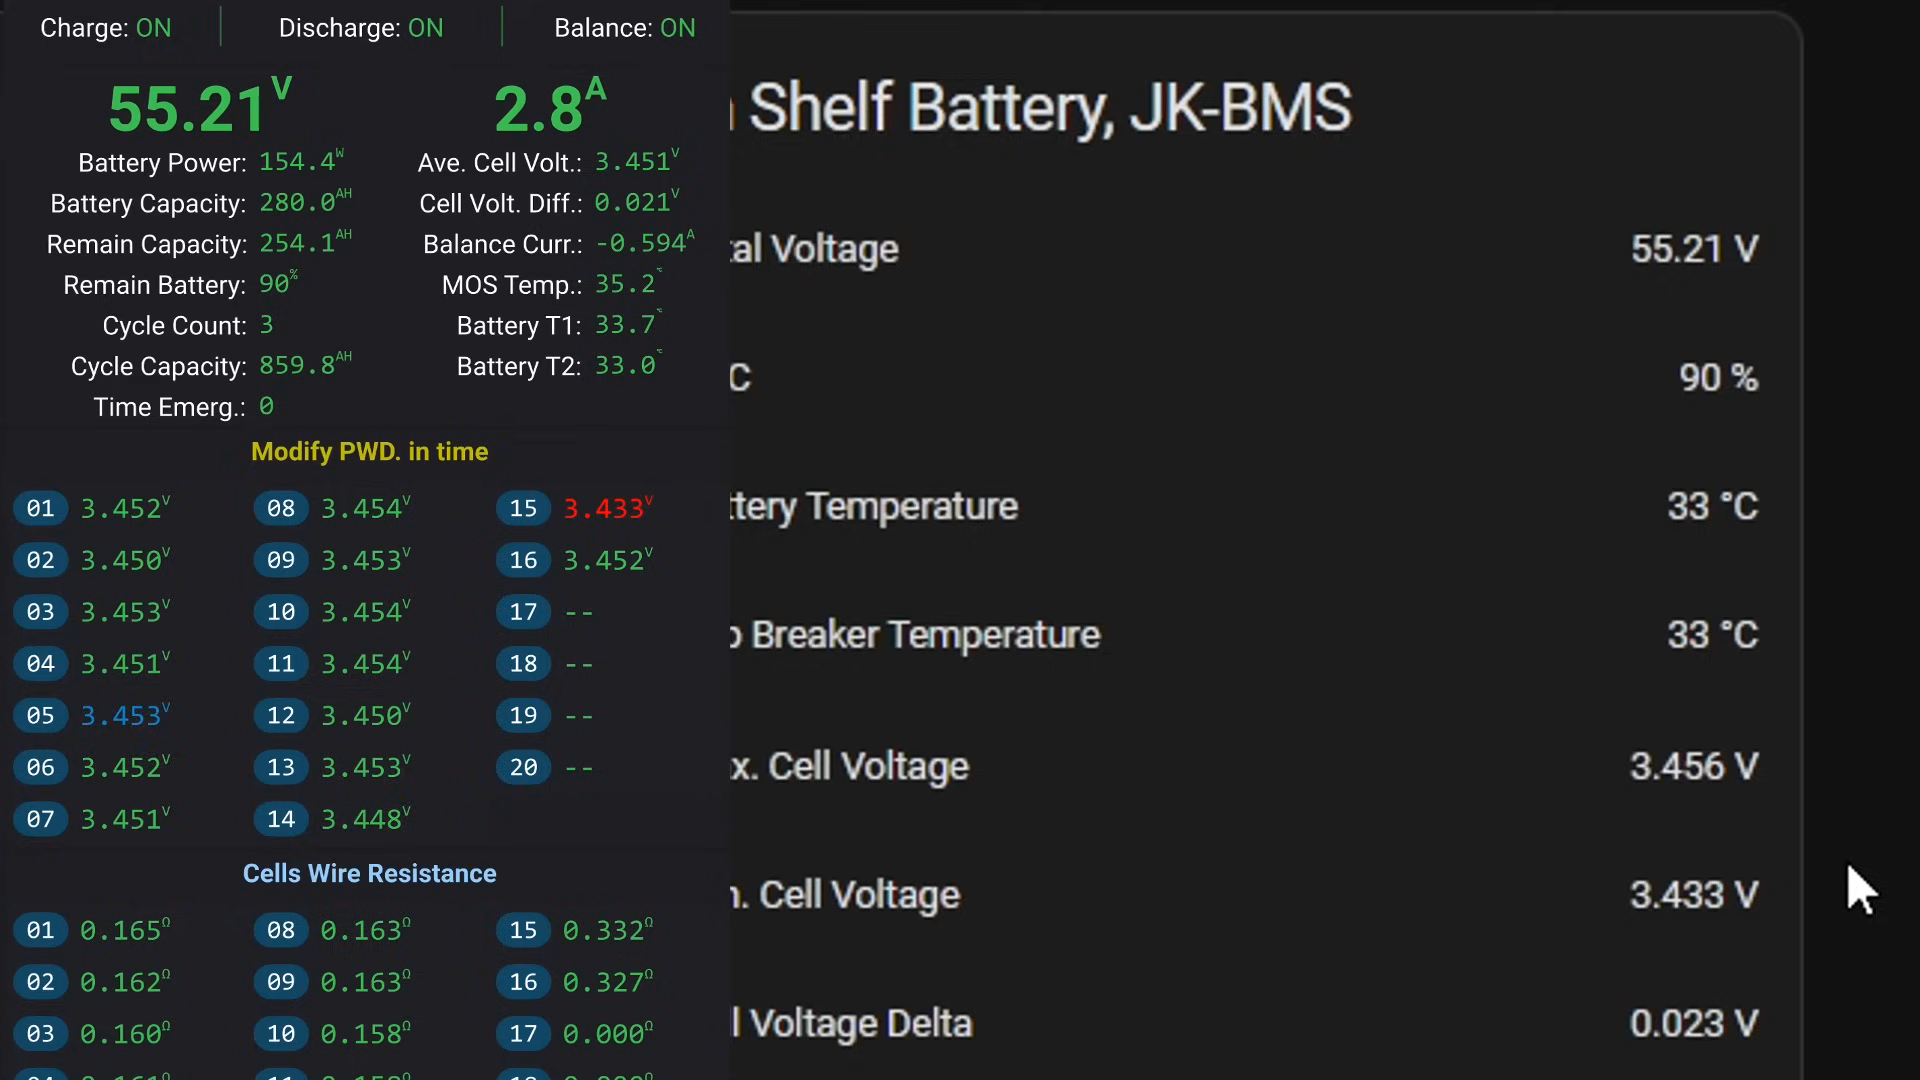 Charge: ON Discharge: ON Balance: ON
55.21V 2.8A
Battery Power: 154.4W Ave. Cell Volt.: 3.451V
Battery Capacity: 280.0AH Cell Volt. Diff.: 0.021V
Remain Capacity: 254.1AH Balance Curr.: -0.594A
Remain Battery: 90% MOS Temp.: 35.2℃
Cycle Count: 3 Battery T1: 33.7℃
Cycle Capacity: 859.8AH Battery T2: 33.0℃
Time Emerg.: 0
Modify PWD. in time
01 3.452V 08 3.454V 15 3.433V
02 3.450V 09 3.453V 16 3.452V
03 3.453V 10 3.454V 17 --
04 3.451V 11 3.454V 18 --
05 3.453V 12 3.450V 19 --
06 3.452V 13 3.453V 20 --
07 3.451V 14 3.448V
Cells Wire Resistance
01 0.165Ω 08 0.163Ω 15 0.332Ω
02 0.162Ω 09 0.163Ω 16 0.327Ω
03 0.160Ω 10 0.158Ω 17 0.000Ω
Shelf Battery, JK-BMS
tal Voltage 55.21 V
C 90 %
ttery Temperature 33 °C
Breaker Temperature 33 °C
x. Cell Voltage 3.456 V
n. Cell Voltage 3.433 V
l Voltage Delta 0.023 V